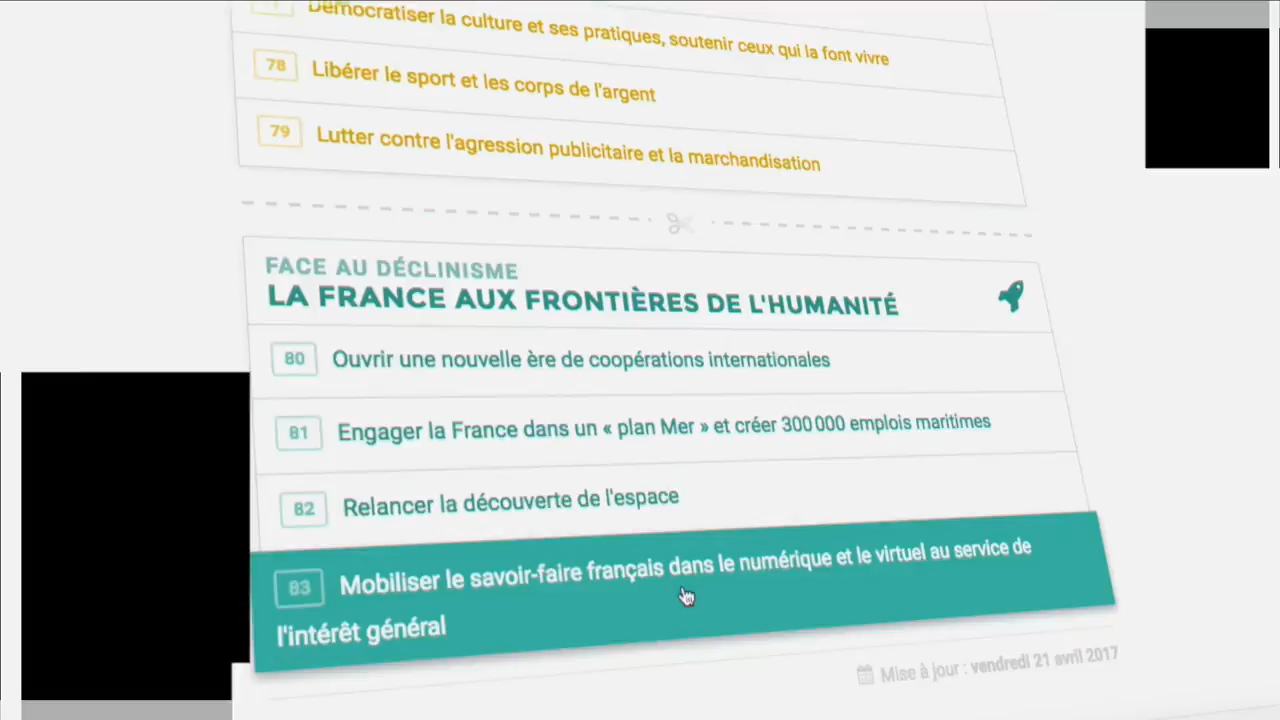 Démocratiser la culture et ses pratiques, soutenir ceux qui la font vivre
78 Libérer le sport et les corps de l'argent
79 Lutter contre l'agression publicitaire et la marchandisation
FACE AU DÉCLINISME
LA FRANCE AUX FRONTIÈRES DE L'HUMANITÉ
80 Ouvrir une nouvelle ère de coopérations internationales
81 Engager la France dans un « plan Mer » et créer 300 000 emplois maritimes
82 Relancer la découverte de l'espace
83 Mobiliser le savoir-faire français dans le numérique et le virtuel au service de
l'intérêt général
Mise à jour : vendredi 21 avril 2017